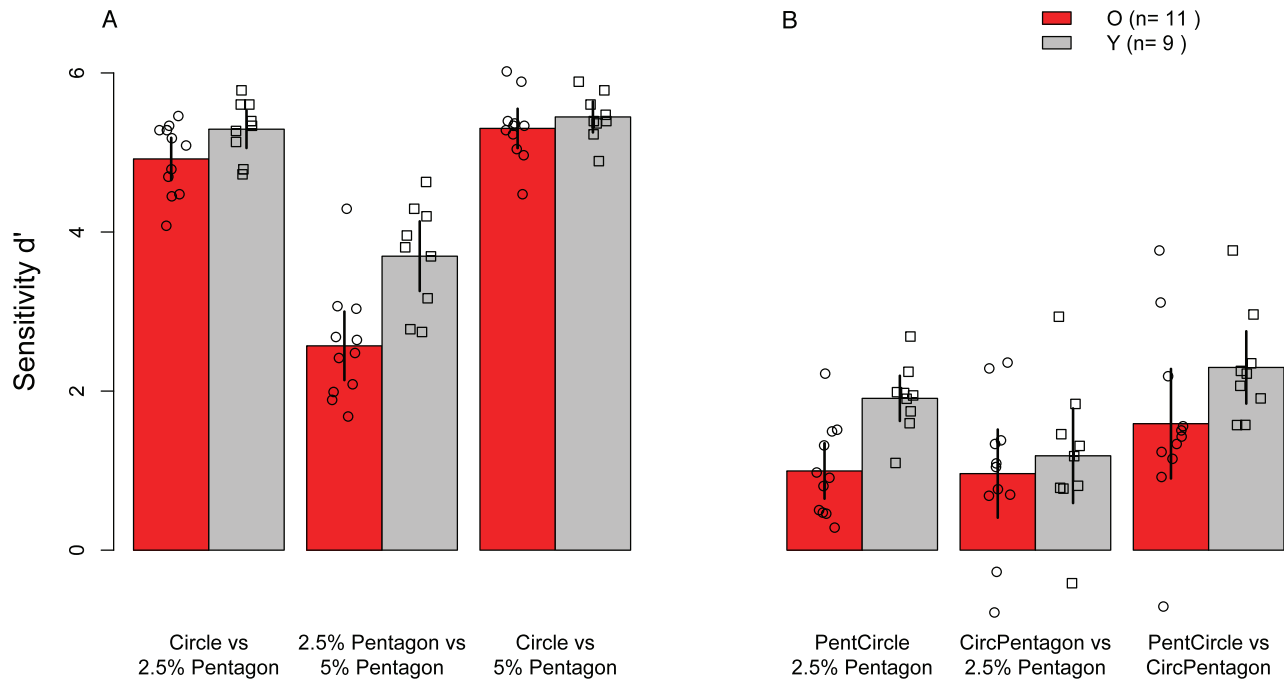 A
B
O (n= 11 )
Y (n= 9 )
Sensitivity d'
6
4
2
0
Circle vs
2.5% Pentagon
2.5% Pentagon vs
5% Pentagon
Circle vs
5% Pentagon
PentCircle
2.5% Pentagon
CircPentagon vs
2.5% Pentagon
PentCircle vs
CircPentagon